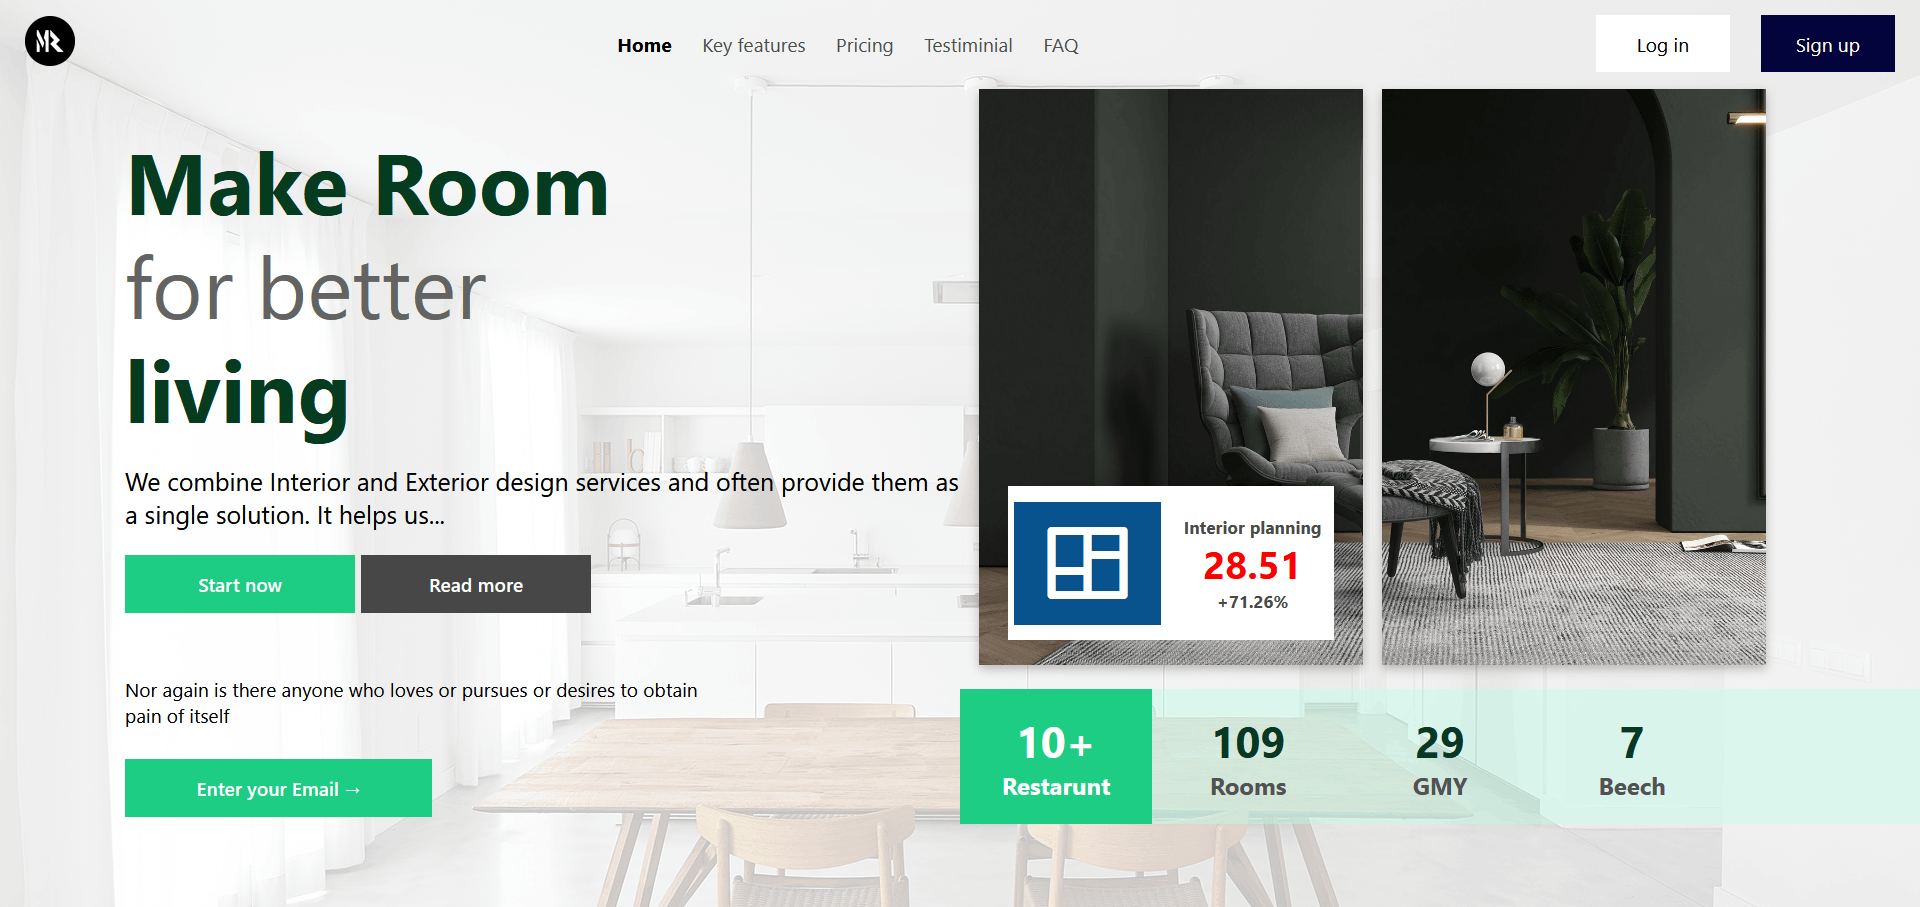 MR
Home
Key features
Pricing
Testiminial
FAQ
Log in
Sign up
Make Room
for better
living
We combine Interior and Exterior design services and often provide them as
a single solution. It helps us...
Start now
Read more
Nor again is there anyone who loves or pursues or desires to obtain
pain of itself
Enter your Email →
Interior planning
28.51
+71.26%
10+
Restarunt
109
Rooms
29
GMY
7
Beech